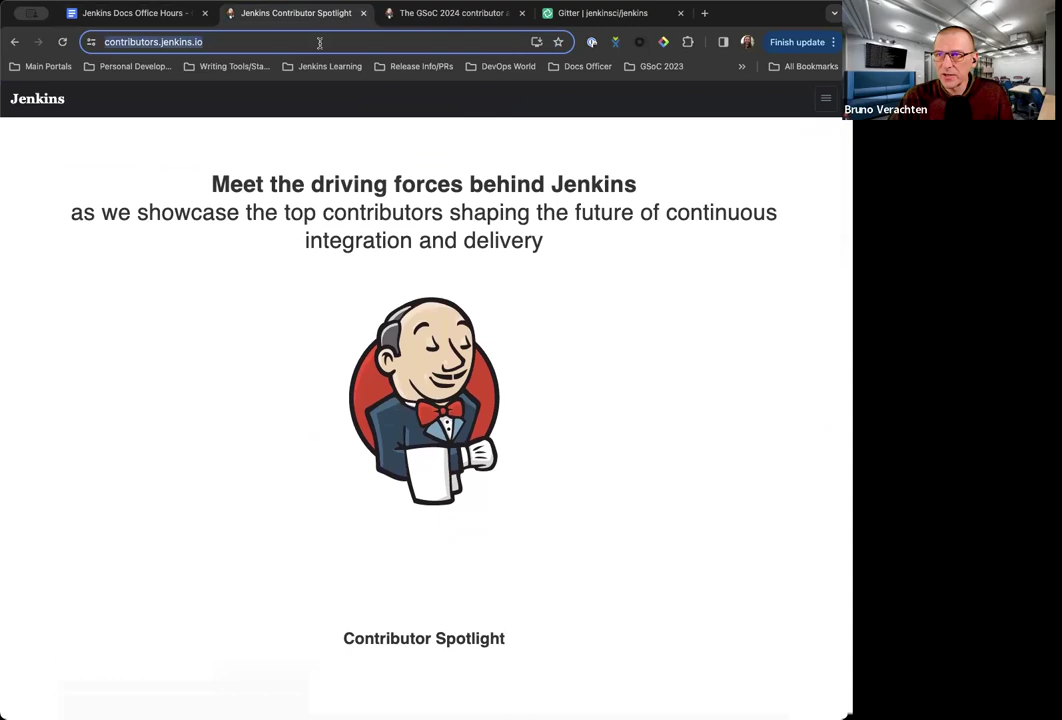 Jenkins Docs Office Hours -
Jenkins Contributor Spotlight
The GSoC 2024 contributor a
Gitter | jenkinsci/jenkins
contributors.jenkins.io
Finish update
Main Portals
Personal Develop...
Writing Tools/Sta...
Jenkins Learning
Release Info/PRs
DevOps World
Docs Officer
GSoC 2023
»
All Bookmarks
Bruno Verachten
Jenkins
Meet the driving forces behind Jenkins
as we showcase the top contributors shaping the future of continuous
integration and delivery
Contributor Spotlight